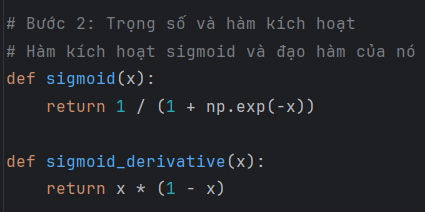 # Bước 2: Trọng số và hàm kích hoạt
# Hàm kích hoạt sigmoid và đạo hàm của nó
def sigmoid(x):
    return 1 / (1 + np.exp(-x))
def sigmoid_derivative(x):
    return x * (1 - x)